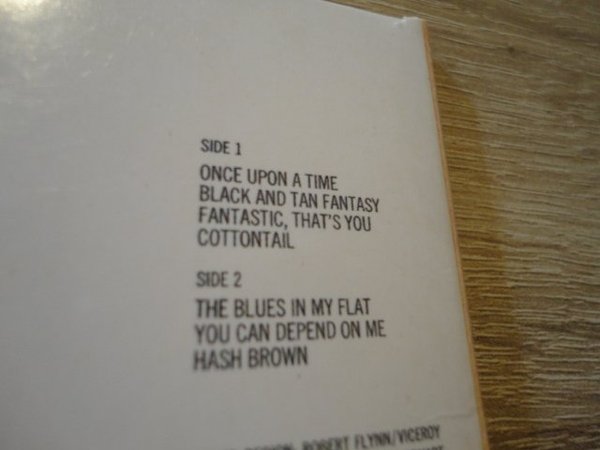 SIDE 1
ONCE UPON A TIME
BLACK AND TAN FANTASY
FANTASTIC, THAT'S YOU
COTTONTAIL
SIDE 2
THE BLUES IN MY FLAT
YOU CAN DEPEND ON ME
HASH BROWN
DESIGN: ROBERT FLYNN/VICEROY